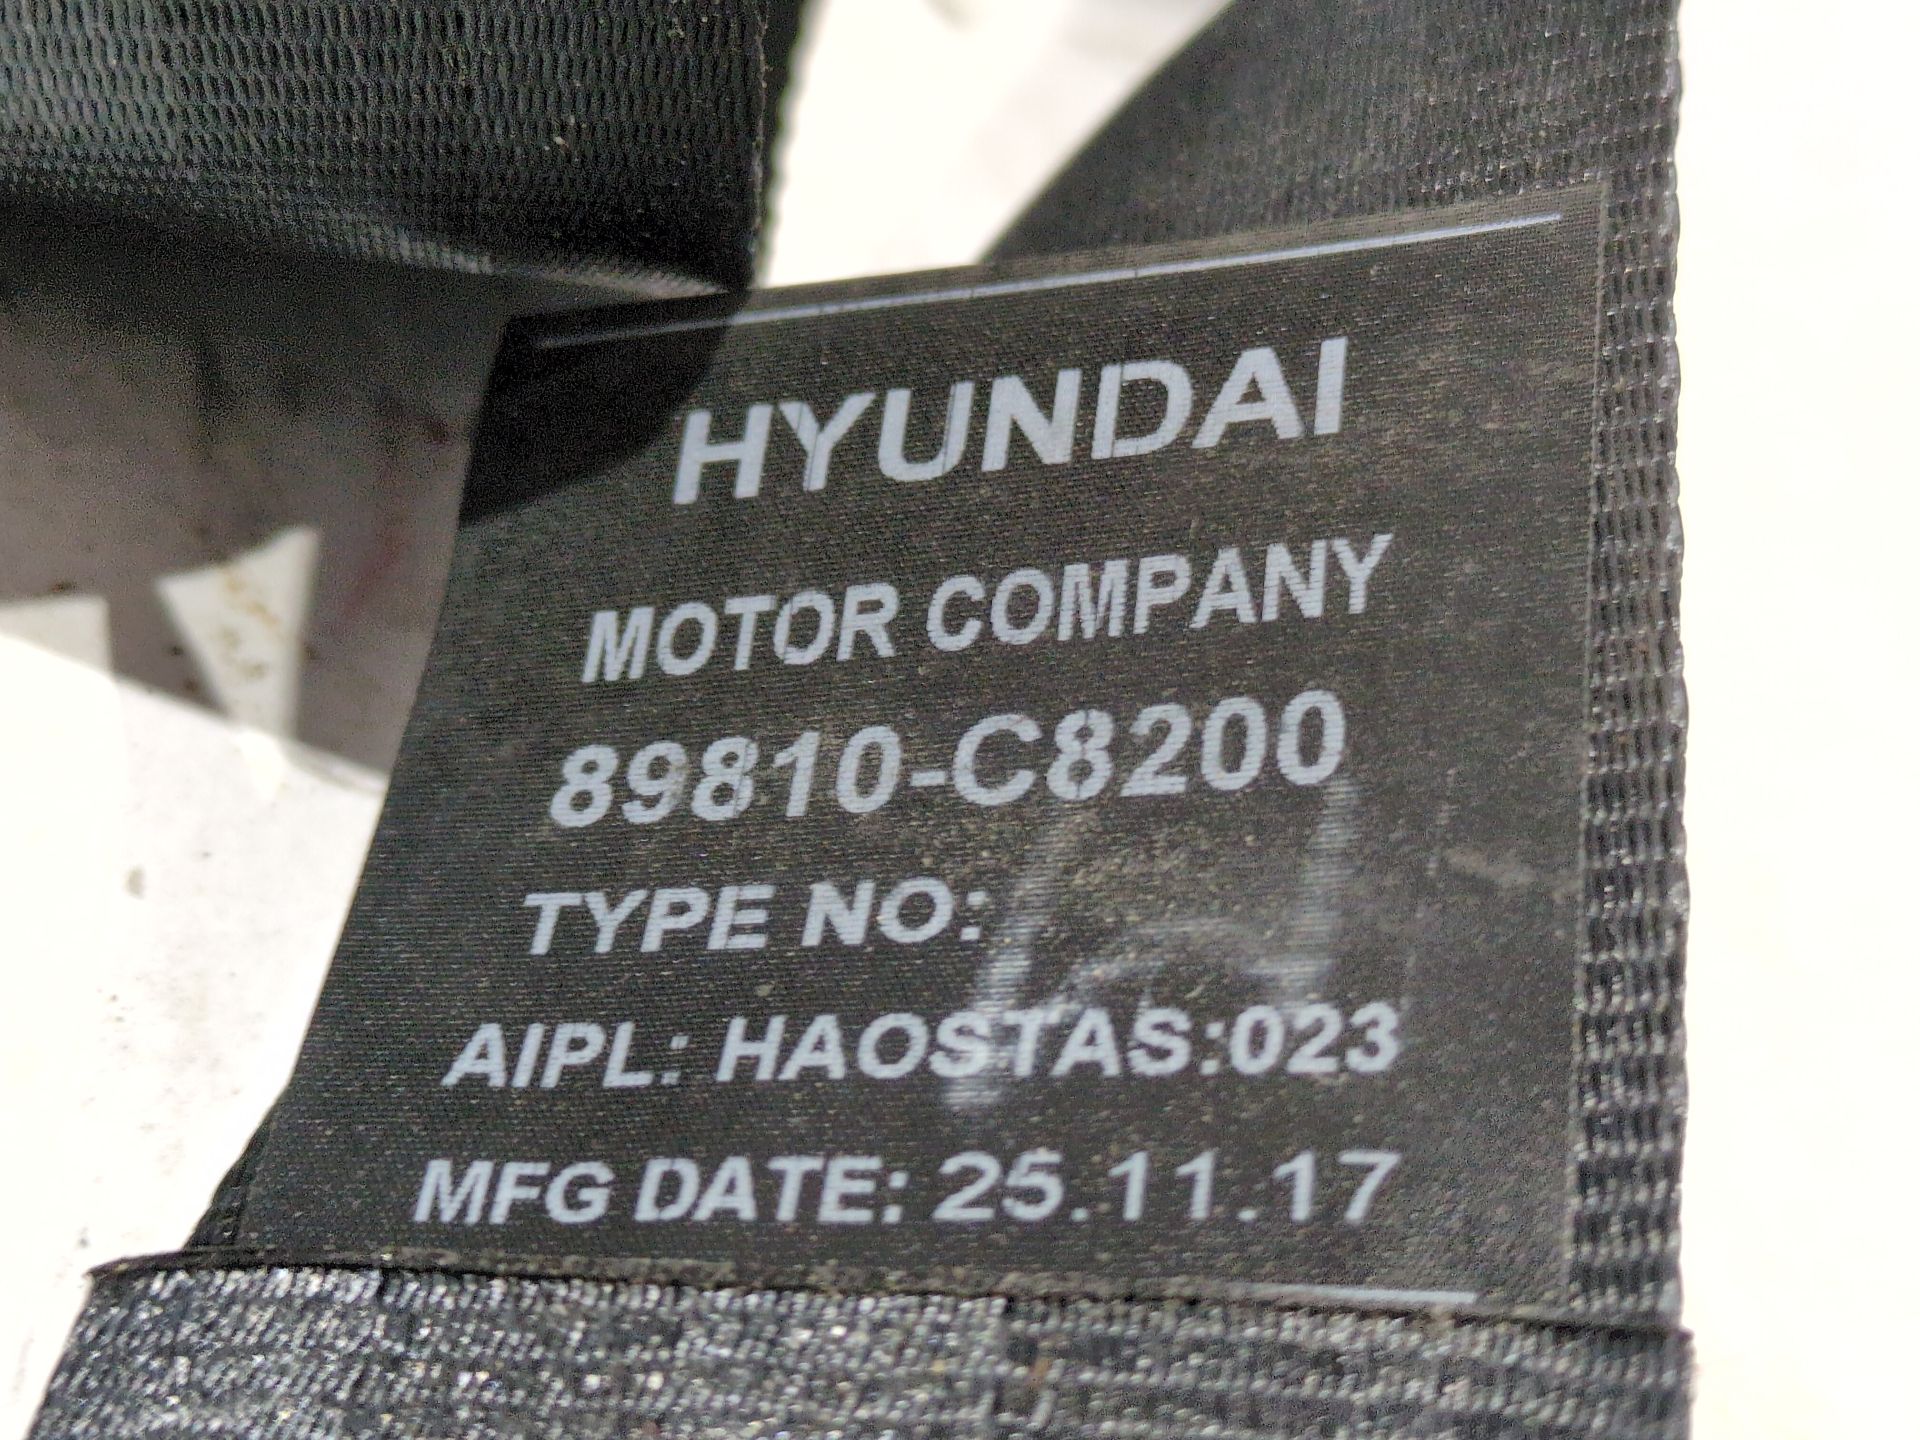 HYUNDAI
MOTOR COMPANY
89810-C8200
TYPE NO:
AIPL: HAOSTAS:023
MFG DATE: 25.11.17